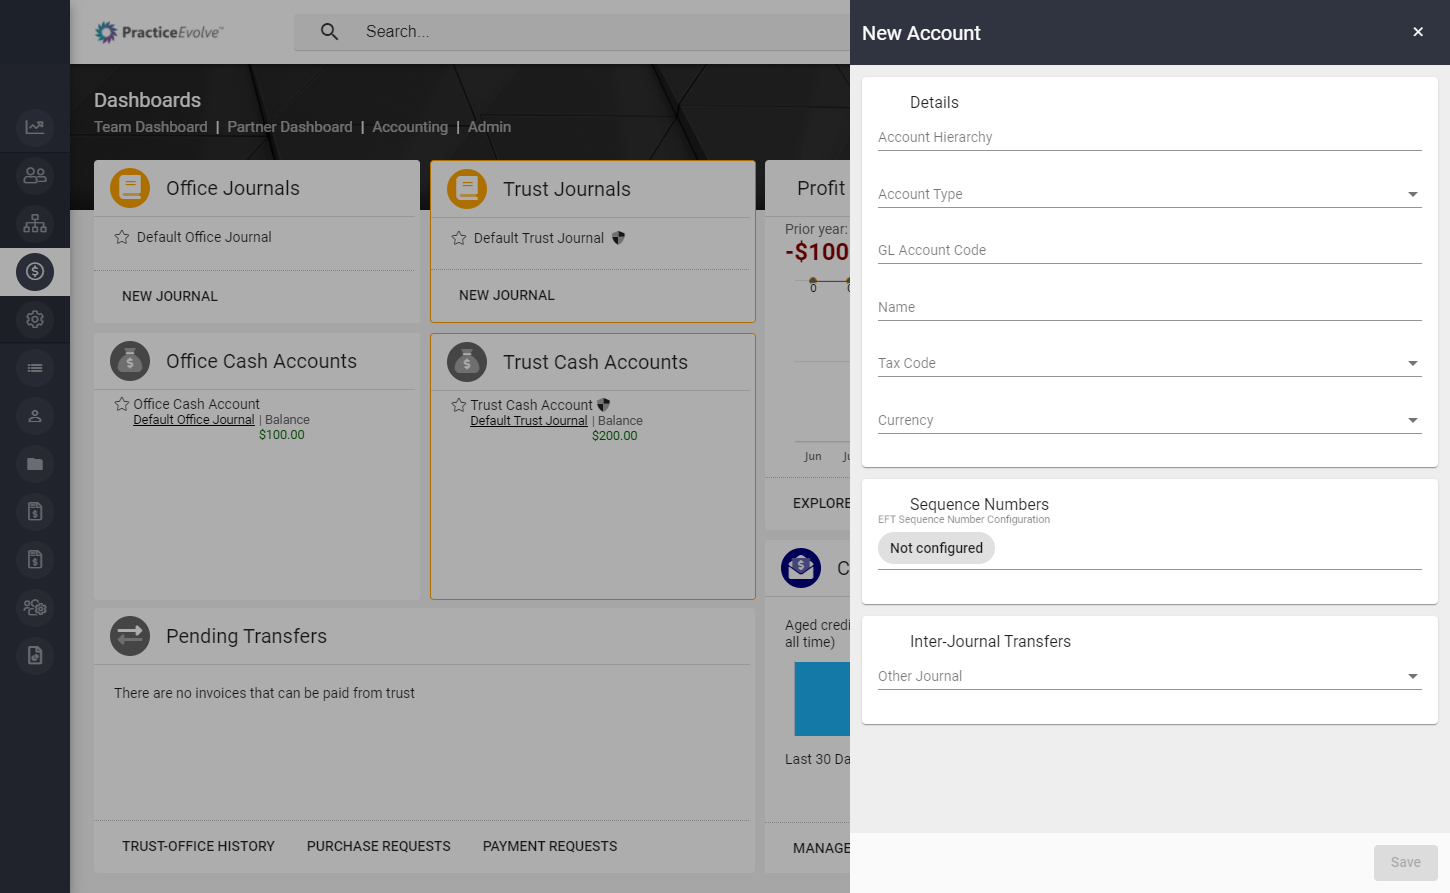 PracticeEvolve™
Search...
Dashboards
Team Dashboard | Partner Dashboard | Accounting | Admin
Office Journals
Default Office Journal
NEW JOURNAL
Trust Journals
Default Trust Journal
NEW JOURNAL
Profit
Prior year:
-$100
0
Jun
EXPLORE
Office Cash Accounts
Office Cash Account
Default Office Journal | Balance
$100.00
Trust Cash Accounts
Trust Cash Account
Default Trust Journal | Balance
$200.00
Pending Transfers
There are no invoices that can be paid from trust
TRUST-OFFICE HISTORY PURCHASE REQUESTS PAYMENT REQUESTS
C
Aged credi
all time)
Last 30 Da
MANAGE
New Account
Details
Account Hierarchy
Account Type
GL Account Code
Name
Tax Code
Currency
Sequence Numbers
EFT Sequence Number Configuration
Not configured
Inter-Journal Transfers
Other Journal
Save